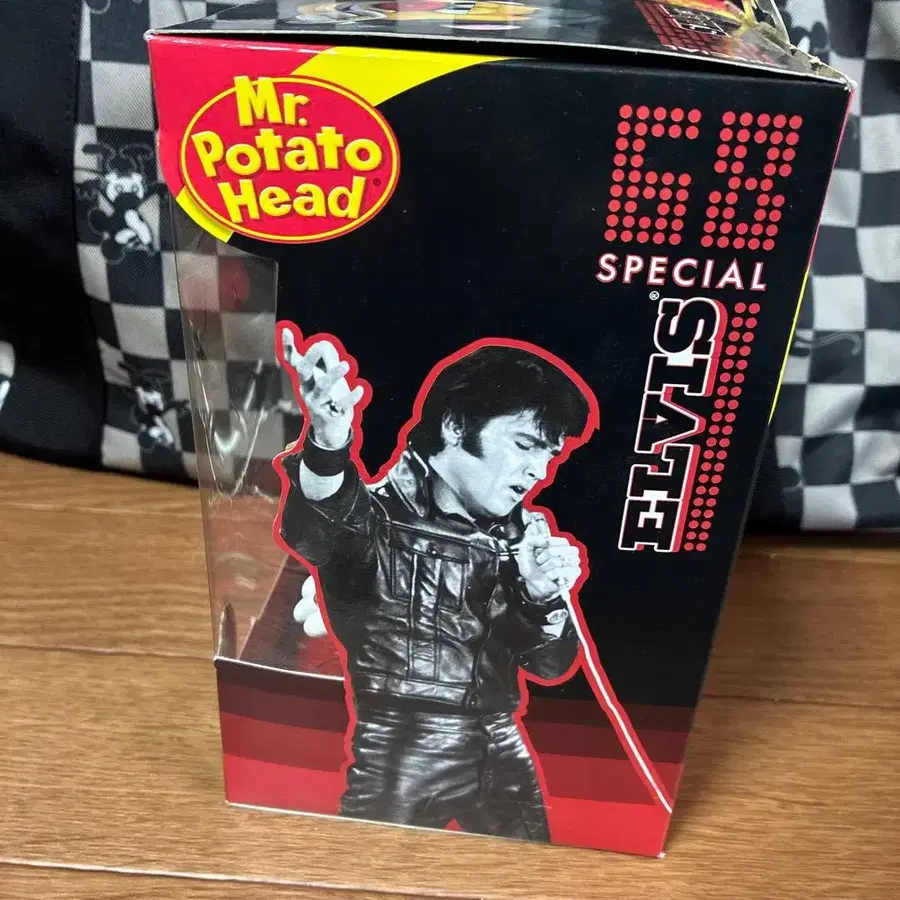 Mr.
Potato
Head®
68
SPECIAL
ELVIS®